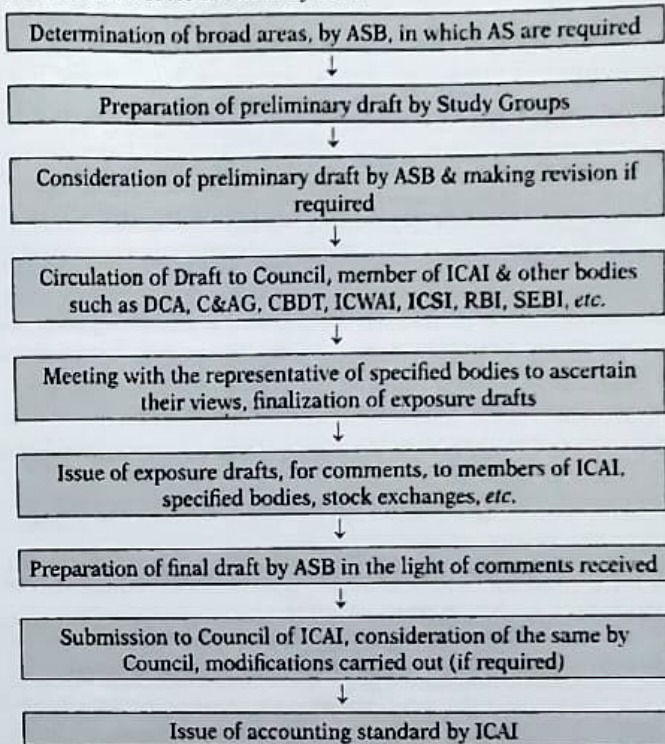 Determination of broad areas, by ASB, in which AS are required
↓
Preparation of preliminary draft by Study Groups
↓
Consideration of preliminary draft by ASB & making revision if
required
↓
Circulation of Draft to Council, member of ICAI & other bodies
such as DCA, C&AG, CBDT, ICWAI, ICSI, RBI, SEBI, etc.
↓
Meeting with the representative of specified bodies to ascertain
their views, finalization of exposure drafts
↓
Issue of exposure drafts, for comments, to members of ICAI,
specified bodies, stock exchanges, etc.
↓
Preparation of final draft by ASB in the light of comments received
↓
Submission to Council of ICAI, consideration of the same by
Council, modifications carried out (if required)
↓
Issue of accounting standard by ICAI